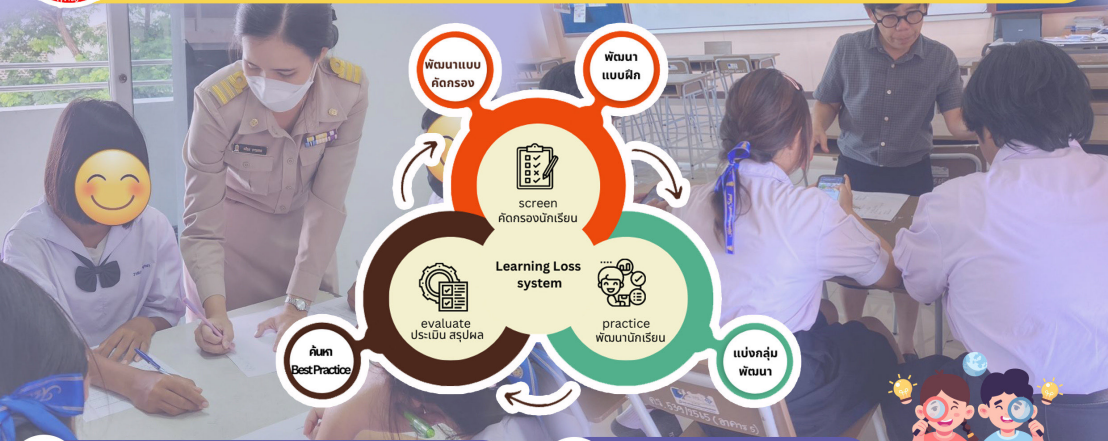 พัฒนาแบบ
คัดกรอง
พัฒนา
แบบฝึก
screen
คัดกรองนักเรียน
Learning Loss
system
evaluate
ประเมิน สรุปผล
practice
พัฒนานักเรียน
ค้นหา
Best Practice
แบ่งกลุ่ม
พัฒนา